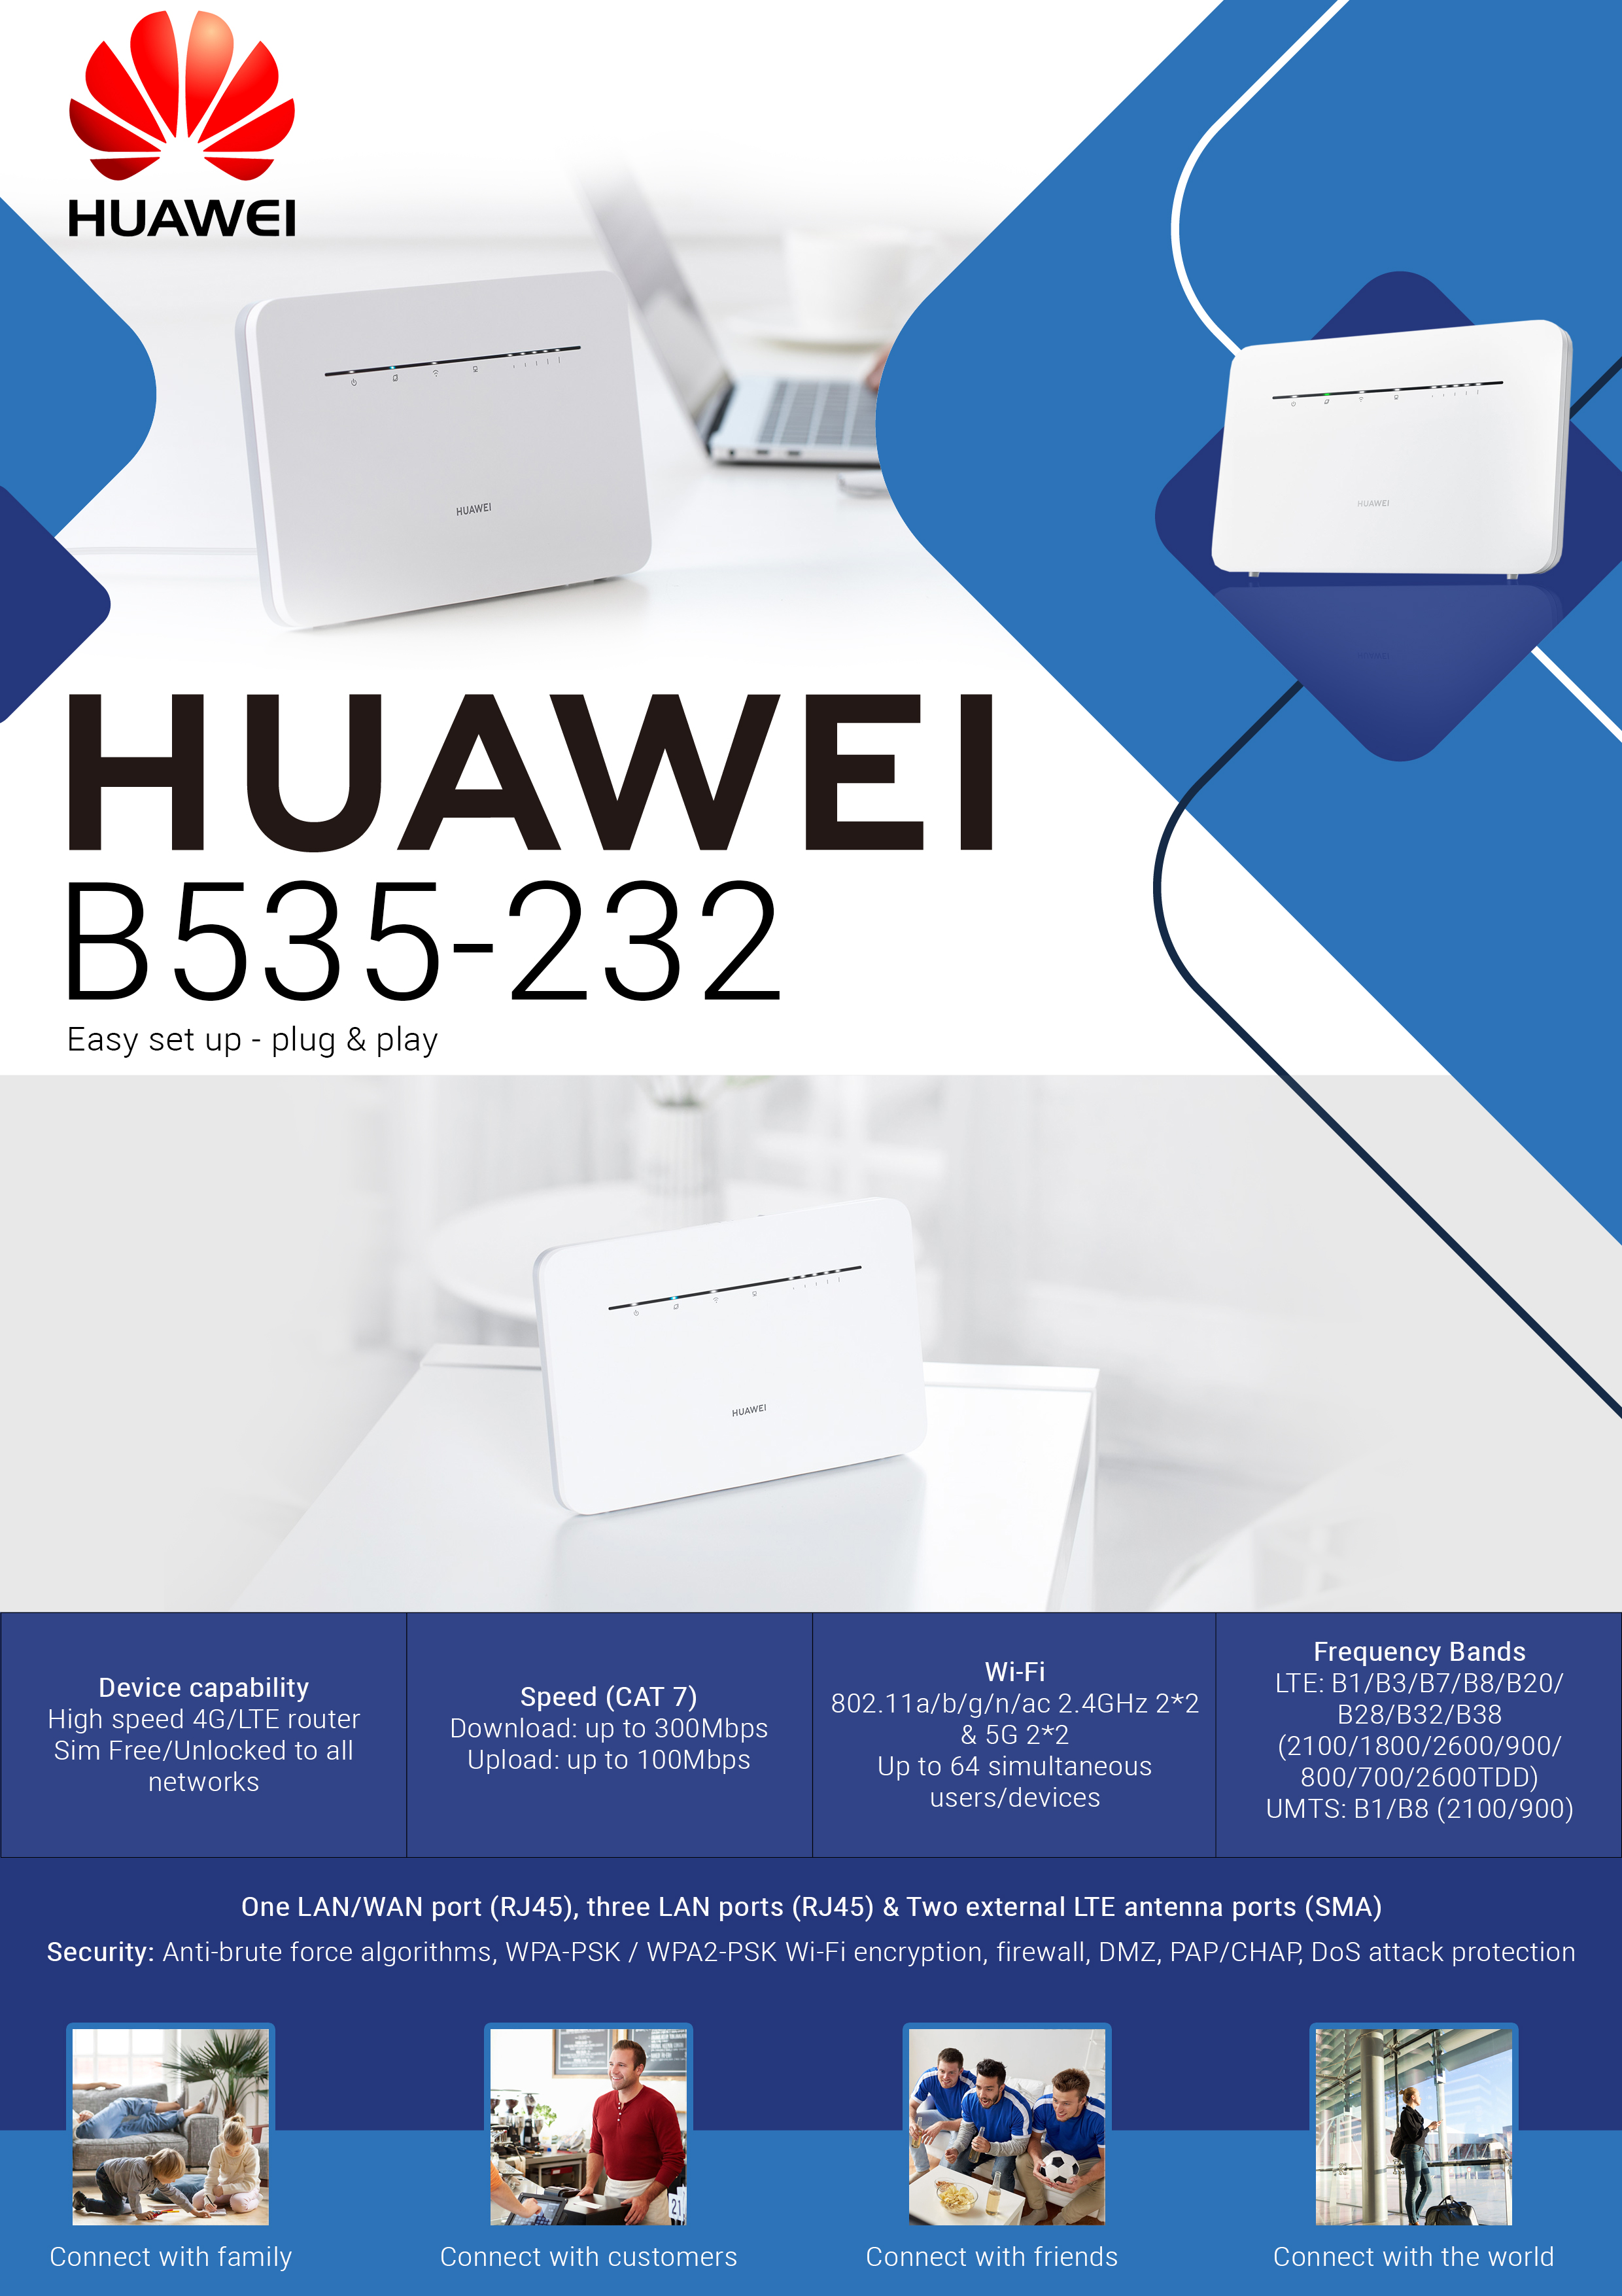 HUAWEI
HUAWEI
HUAWEI
HUAWEI
B535-232
Easy set up - plug & play
HUAWEI
Device capability
High speed 4G/LTE router
Sim Free/Unlocked to all
networks
Speed (CAT 7)
Download: up to 300Mbps
Upload: up to 100Mbps
Wi-Fi
802.11a/b/g/n/ac 2.4GHz 2*2
& 5G 2*2
Up to 64 simultaneous
users/devices
Frequency Bands
LTE: B1/B3/B7/B8/B20/
B28/B32/B38
(2100/1800/2600/900/
800/700/2600TDD)
UMTS: B1/B8 (2100/900)
One LAN/WAN port (RJ45), three LAN ports (RJ45) & Two external LTE antenna ports (SMA)
Security: Anti-brute force algorithms, WPA-PSK / WPA2-PSK Wi-Fi encryption, firewall, DMZ, PAP/CHAP, DoS attack protection
21
Connect with family
Connect with customers
Connect with friends
Connect with the world